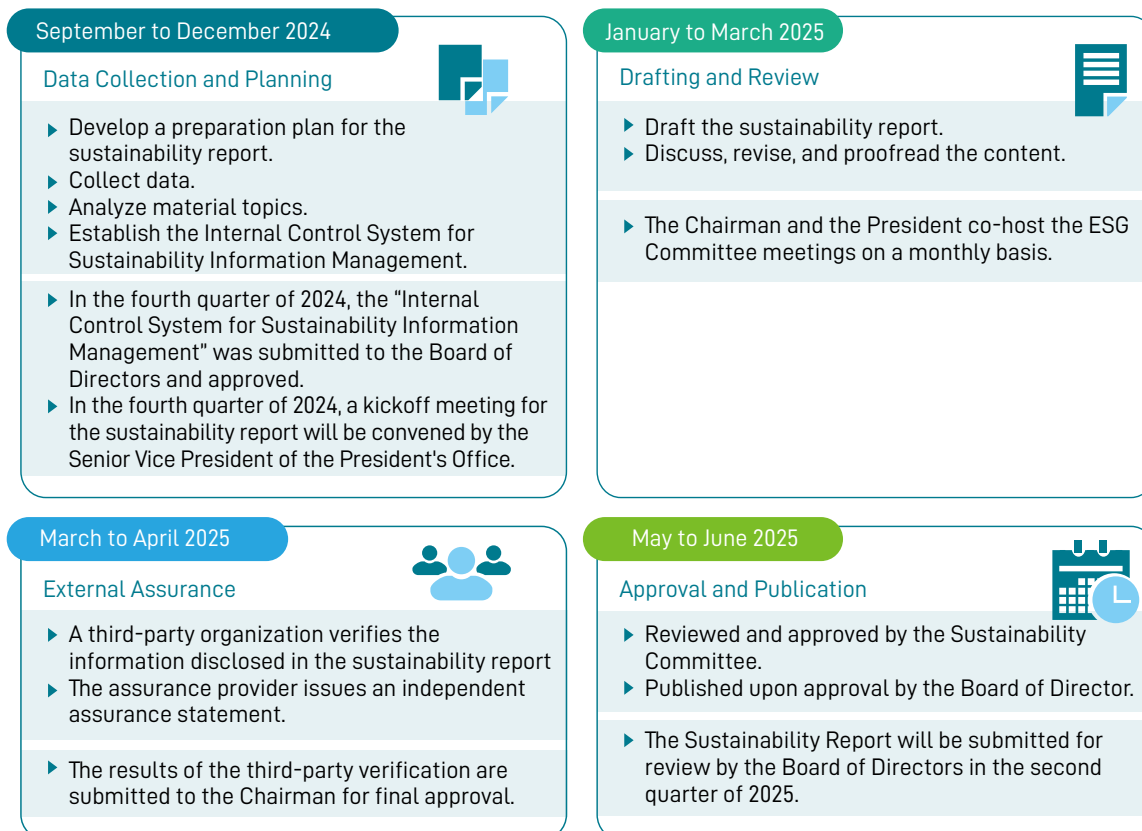 September to December 2024
Data Collection and Planning
Develop a preparation plan for the
sustainability report.
Collect data.
Analyze material topics.
Establish the Internal Control System for
Sustainability Information Management.
In the fourth quarter of 2024, the “Internal
Control System for Sustainability Information
Management” was submitted to the Board of
Directors and approved.
In the fourth quarter of 2024, a kickoff meeting for
the sustainability report will be convened by the
Senior Vice President of the President's Office.
January to March 2025
Drafting and Review
Draft the sustainability report.
Discuss, revise, and proofread the content.
The Chairman and the President co-host the ESG
Committee meetings on a monthly basis.
March to April 2025
External Assurance
A third-party organization verifies the
information disclosed in the sustainability report
The assurance provider issues an independent
assurance statement.
The results of the third-party verification are
submitted to the Chairman for final approval.
May to June 2025
Approval and Publication
Reviewed and approved by the Sustainability
Committee.
Published upon approval by the Board of Director.
The Sustainability Report will be submitted for
review by the Board of Directors in the second
quarter of 2025.